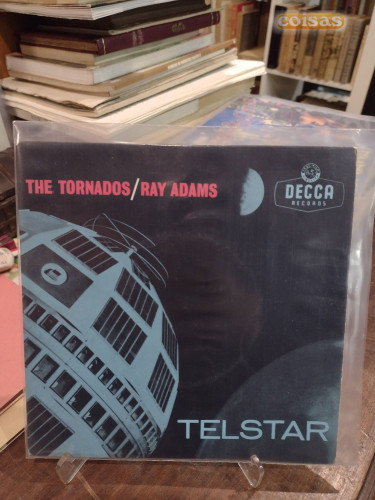 coisas
THE TORNADOS/RAY ADAMS
DECCA
RECORDS
TELSTAR